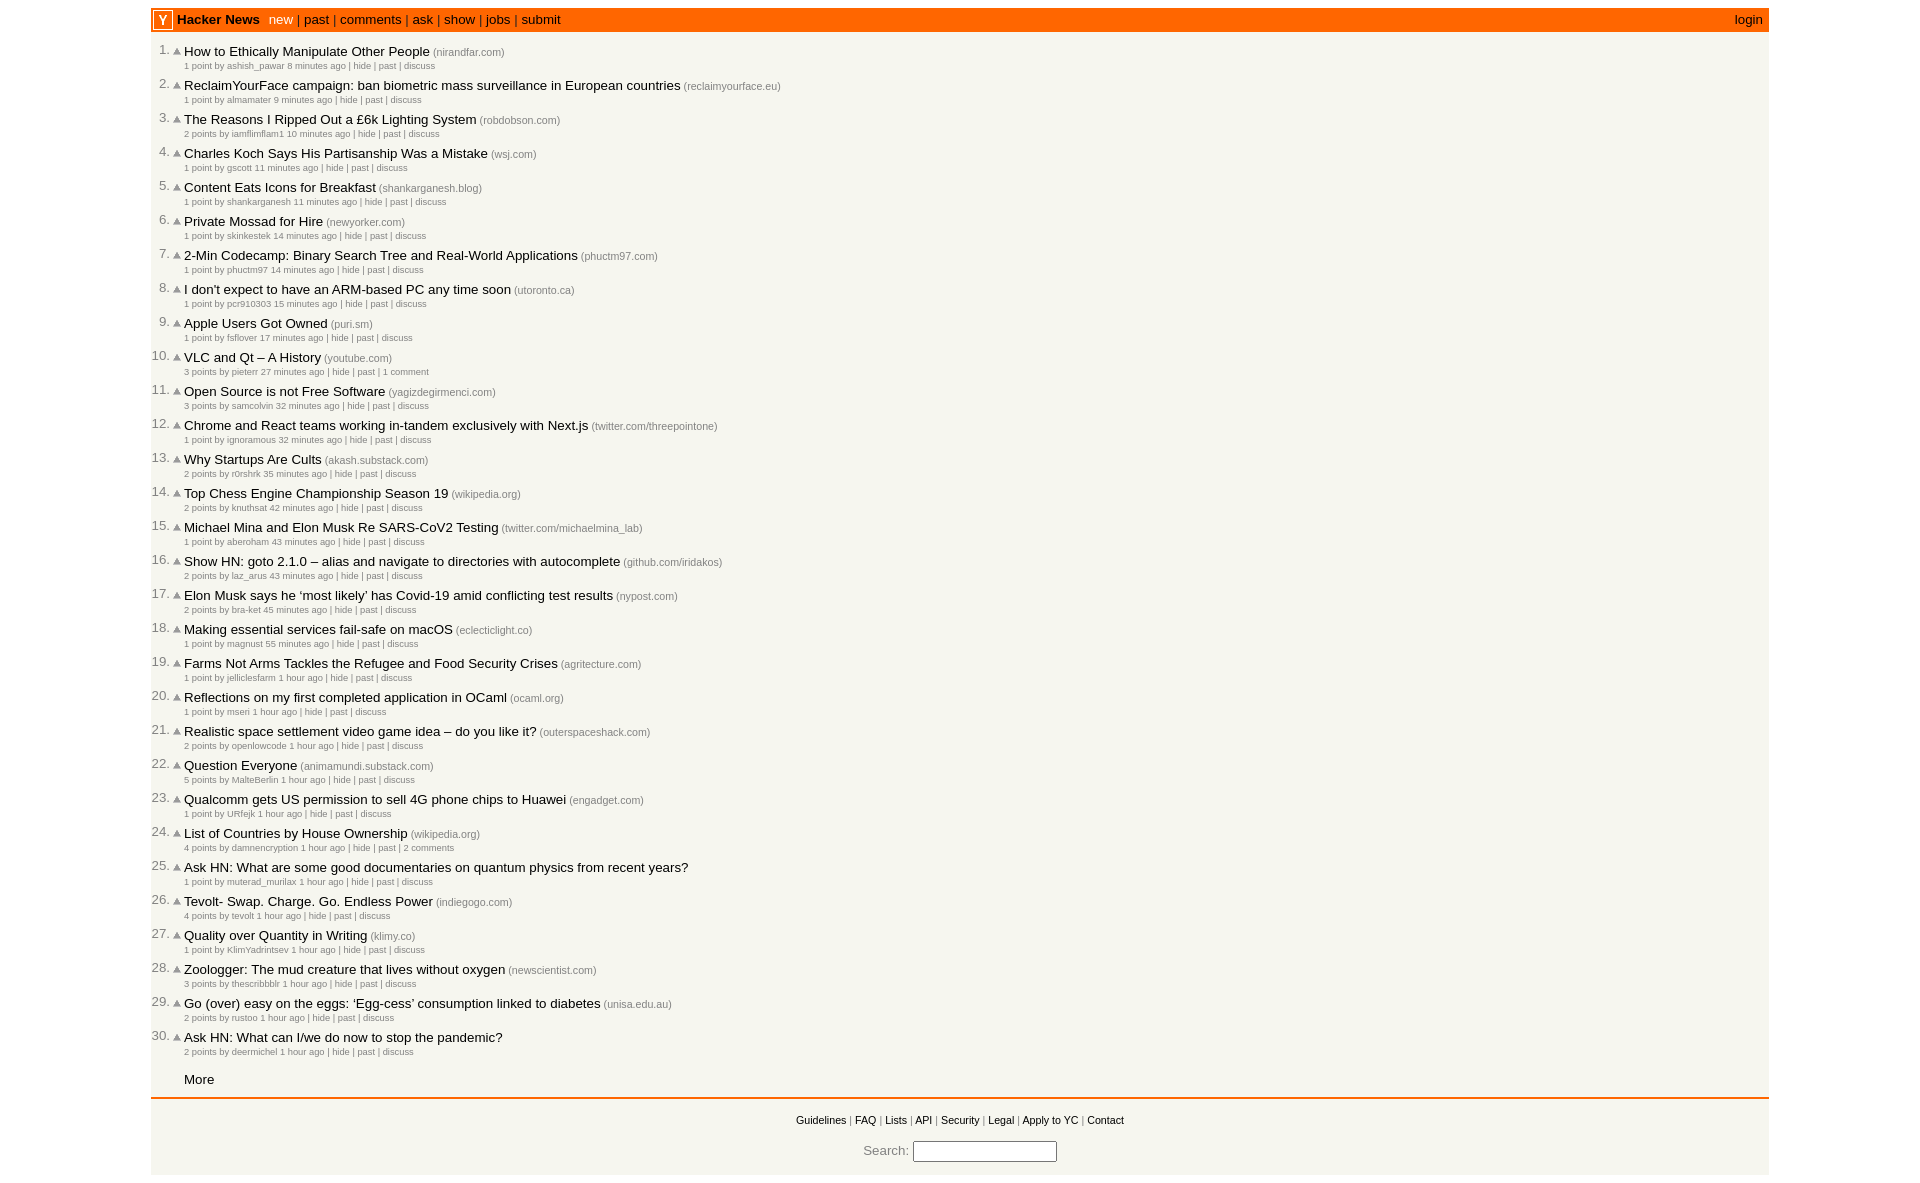 Y Hacker News new | past | comments | ask | show | jobs | submit login
1. How to Ethically Manipulate Other People (nirandfar.com)
1 point by ashish_pawar 8 minutes ago | hide | past | discuss
2. ReclaimYourFace campaign: ban biometric mass surveillance in European countries (reclaimyourface.eu)
1 point by almamater 9 minutes ago | hide | past | discuss
3. The Reasons I Ripped Out a £6k Lighting System (robdobson.com)
2 points by iamflimflam1 10 minutes ago | hide | past | discuss
4. Charles Koch Says His Partisanship Was a Mistake (wsj.com)
1 point by gscott 11 minutes ago | hide | past | discuss
5. Content Eats Icons for Breakfast (shankarganesh.blog)
1 point by shankarganesh 11 minutes ago | hide | past | discuss
6. Private Mossad for Hire (newyorker.com)
1 point by skinkestek 14 minutes ago | hide | past | discuss
7. 2-Min Codecamp: Binary Search Tree and Real-World Applications (phuctm97.com)
1 point by phuctm97 14 minutes ago | hide | past | discuss
8. I don't expect to have an ARM-based PC any time soon (utoronto.ca)
1 point by pcr910303 15 minutes ago | hide | past | discuss
9. Apple Users Got Owned (puri.sm)
1 point by fsflover 17 minutes ago | hide | past | discuss
10. VLC and Qt – A History (youtube.com)
3 points by pieterr 27 minutes ago | hide | past | 1 comment
11. Open Source is not Free Software (yagizdegirmenci.com)
3 points by samcolvin 32 minutes ago | hide | past | discuss
12. Chrome and React teams working in-tandem exclusively with Next.js (twitter.com/threepointone)
1 point by ignoramous 32 minutes ago | hide | past | discuss
13. Why Startups Are Cults (akash.substack.com)
2 points by r0rshrk 35 minutes ago | hide | past | discuss
14. Top Chess Engine Championship Season 19 (wikipedia.org)
2 points by knuthsat 42 minutes ago | hide | past | discuss
15. Michael Mina and Elon Musk Re SARS-CoV2 Testing (twitter.com/michaelmina_lab)
1 point by aberoham 43 minutes ago | hide | past | discuss
16. Show HN: goto 2.1.0 – alias and navigate to directories with autocomplete (github.com/iridakos)
2 points by laz_arus 43 minutes ago | hide | past | discuss
17. Elon Musk says he ‘most likely’ has Covid-19 amid conflicting test results (nypost.com)
2 points by bra-ket 45 minutes ago | hide | past | discuss
18. Making essential services fail-safe on macOS (eclecticlight.co)
1 point by magnust 55 minutes ago | hide | past | discuss
19. Farms Not Arms Tackles the Refugee and Food Security Crises (agritecture.com)
1 point by jelliclesfarm 1 hour ago | hide | past | discuss
20. Reflections on my first completed application in OCaml (ocaml.org)
1 point by mseri 1 hour ago | hide | past | discuss
21. Realistic space settlement video game idea – do you like it? (outerspaceshack.com)
2 points by openlowcode 1 hour ago | hide | past | discuss
22. Question Everyone (animamundi.substack.com)
5 points by MalteBerlin 1 hour ago | hide | past | discuss
23. Qualcomm gets US permission to sell 4G phone chips to Huawei (engadget.com)
1 point by URfejk 1 hour ago | hide | past | discuss
24. List of Countries by House Ownership (wikipedia.org)
4 points by damnencryption 1 hour ago | hide | past | 2 comments
25. Ask HN: What are some good documentaries on quantum physics from recent years?
1 point by muterad_murilax 1 hour ago | hide | past | discuss
26. Tevolt- Swap. Charge. Go. Endless Power (indiegogo.com)
4 points by tevolt 1 hour ago | hide | past | discuss
27. Quality over Quantity in Writing (klimy.co)
1 point by KlimYadrintsev 1 hour ago | hide | past | discuss
28. Zoologger: The mud creature that lives without oxygen (newscientist.com)
3 points by thescribbblr 1 hour ago | hide | past | discuss
29. Go (over) easy on the eggs: ‘Egg-cess’ consumption linked to diabetes (unisa.edu.au)
2 points by rustoo 1 hour ago | hide | past | discuss
30. Ask HN: What can I/we do now to stop the pandemic?
2 points by deermichel 1 hour ago | hide | past | discuss
More
Guidelines | FAQ | Lists | API | Security | Legal | Apply to YC | Contact
Search: